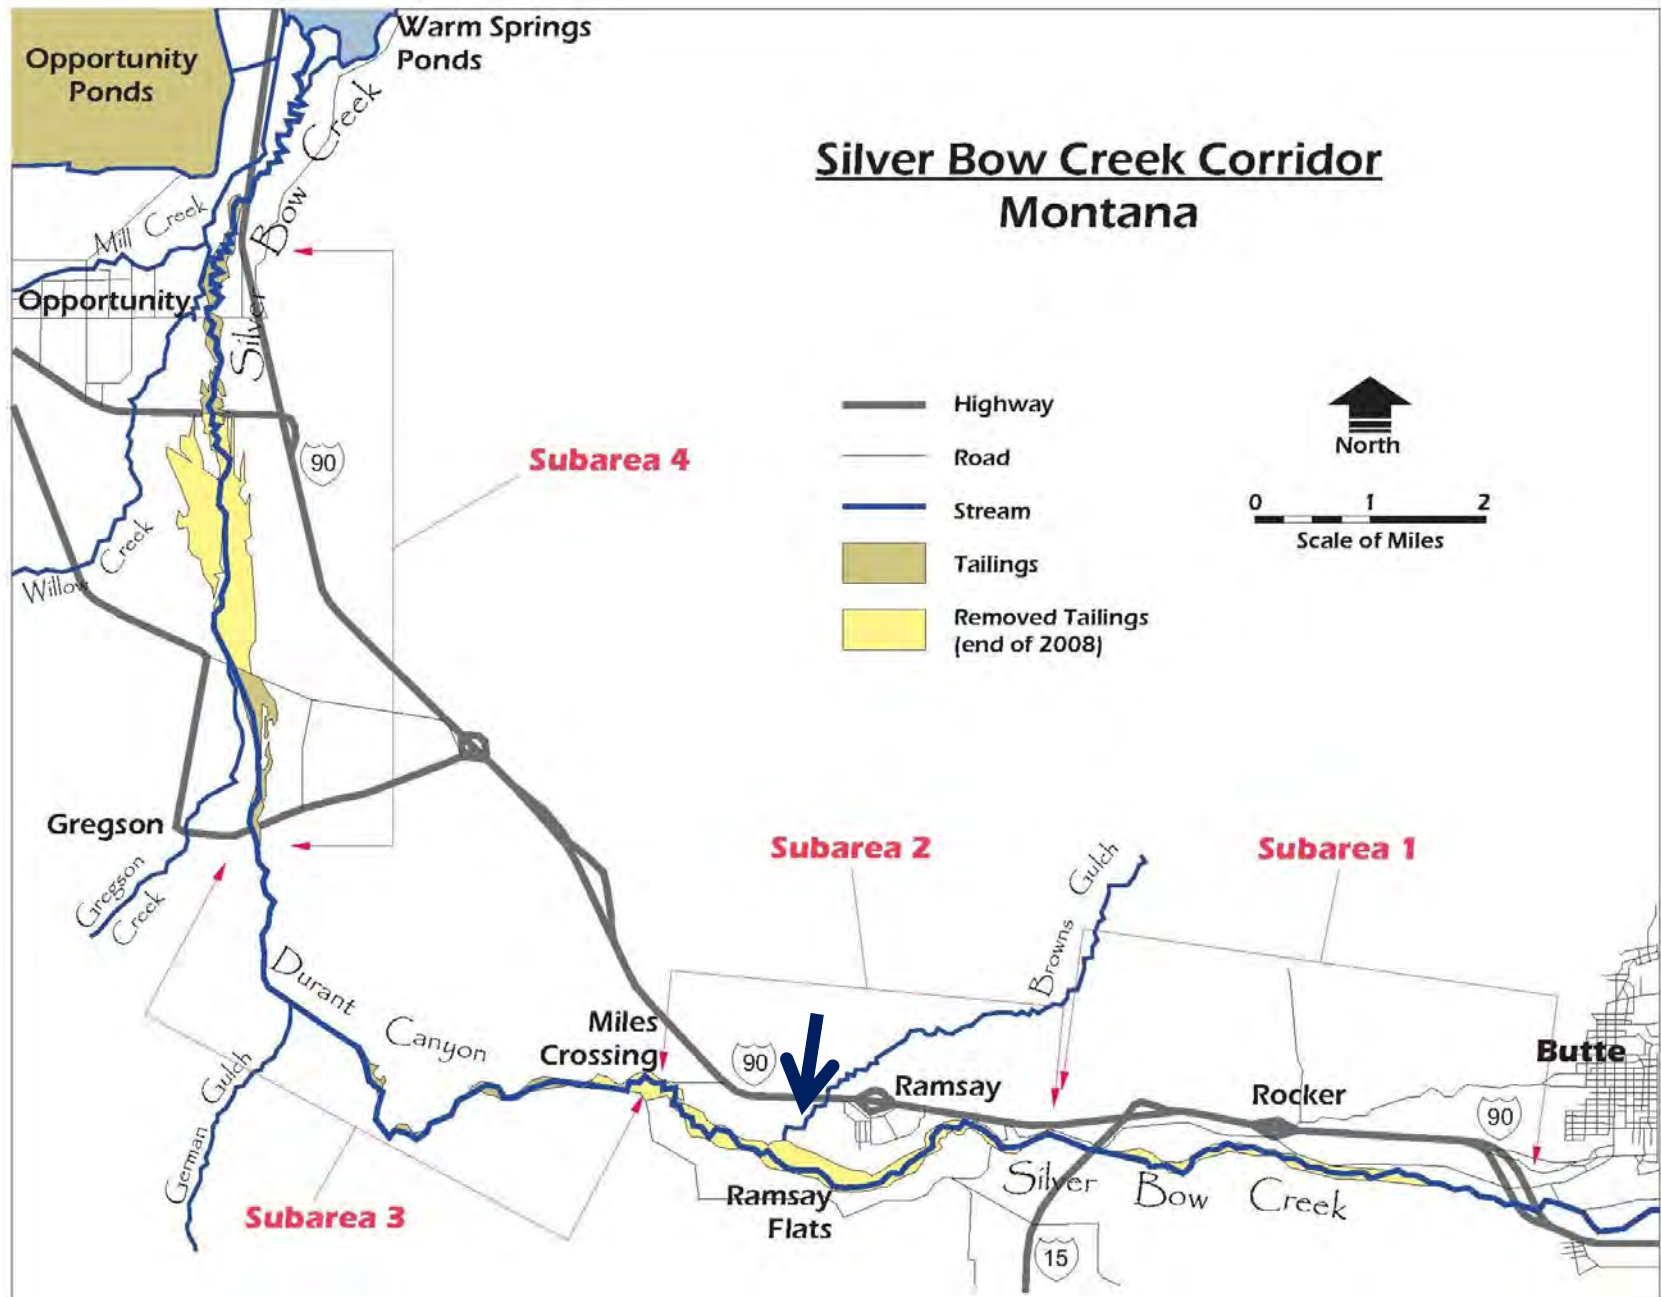 Warm Springs
Ponds
Opportunity
Ponds
Silver Bow Creek
Silver Bow Creek Corridor
Montana
Mill Creek
Opportunity
Highway
Road
Stream
Tailings
Removed Tailings
(end of 2008)
North
0 1 2
Scale of Miles
90
Subarea 4
Willow Creek
Gregson
Gregson
Creek
Subarea 2
Subarea 1
Browns Gulch
Durant Canyon
Miles
Crossing
90
Ramsay
Rocker
Butte
90
German Gulch
Subarea 3
Ramsay
Flats
Silver Bow Creek
15